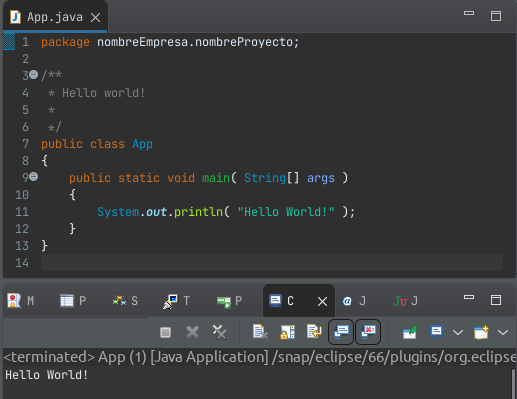 App.java
1 package nombreEmpresa.nombreProyecto;
2
3 /**
4  * Hello world!
5  *
6  */
7 public class App
8 {
9     public static void main( String[] args )
10     {
11         System.out.println( "Hello World!" );
12     }
13 }
14
M P S T P C @ J Ju J
<terminated> App (1) [Java Application] /snap/eclipse/66/plugins/org.eclipse
Hello World!